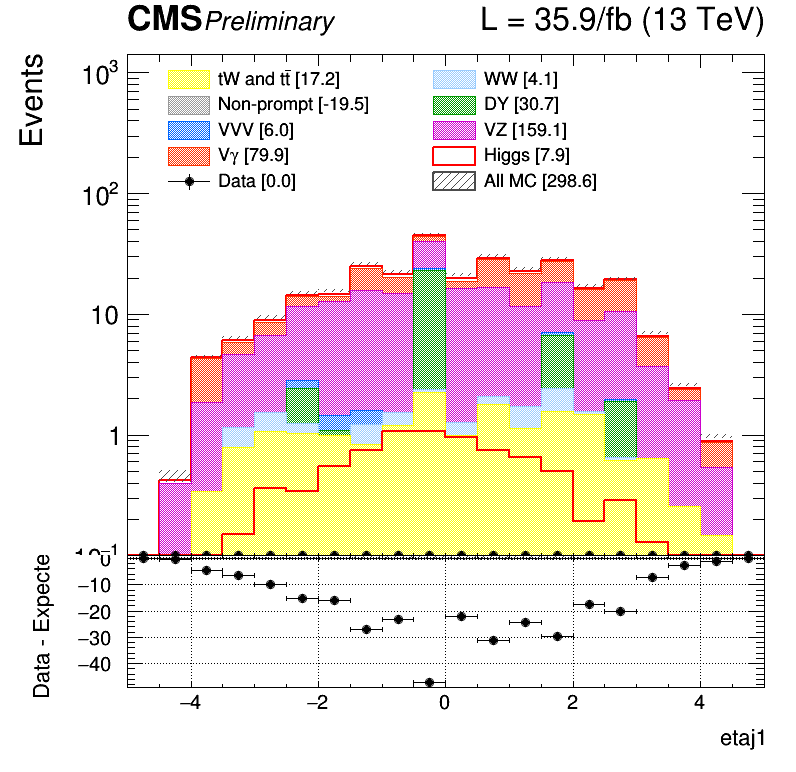 CMS Preliminary L = 35.9/fb (13 TeV)
Events
10³
10²
10
1
tW and tt̄ [17.2] WW [4.1]
Non-prompt [-19.5] DY [30.7]
VVV [6.0] VZ [159.1]
Vγ [79.9] Higgs [7.9]
Data [0.0] All MC [298.6]
Data - Expecte
0
−10
−20
−30
−40
−4 −2 0 2 4
etaj1